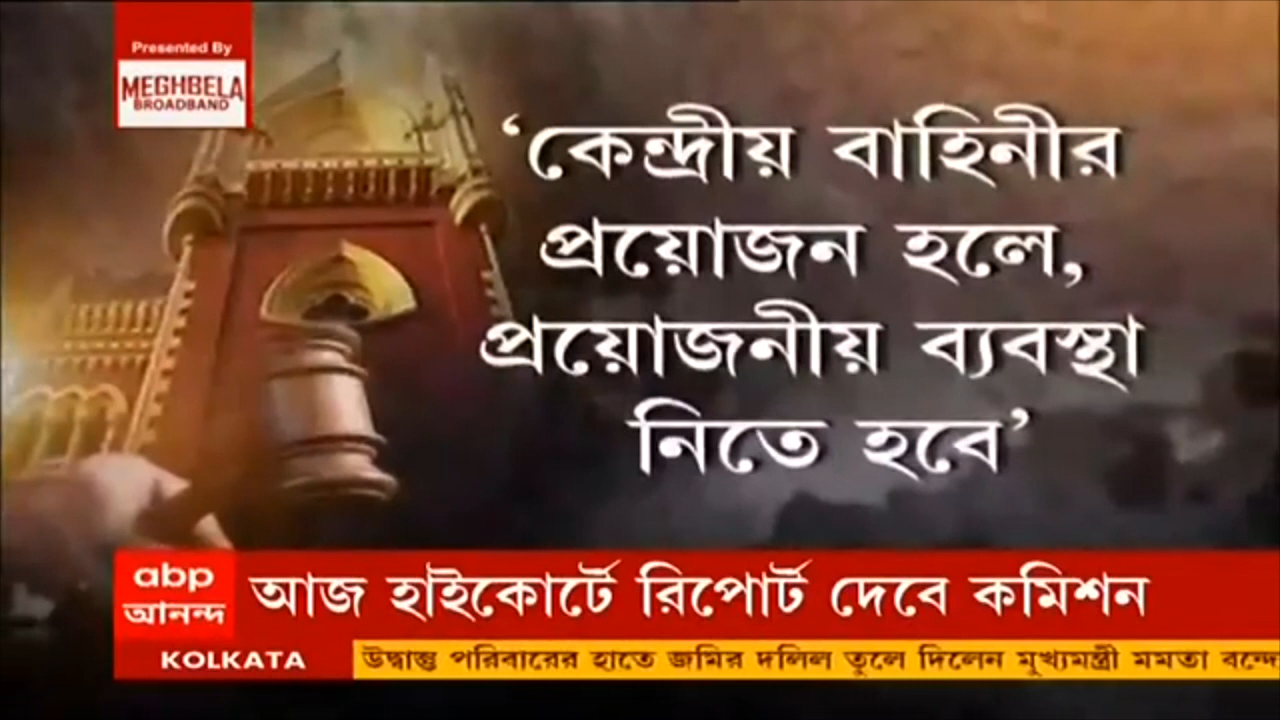 Presented By
MEGHBELA
BROADBAND
‘কেন্দ্রীয় বাহিনীর
প্রয়োজন হলে,
প্রয়োজনীয় ব্যবস্থা
নিতে হবে’
abp
আনন্দ
আজ হাইকোর্টে রিপোর্ট দেবে কমিশন
KOLKATA
উদ্বাস্তু পরিবারের হাতে জমির দলিল তুলে দিলেন মুখ্যমন্ত্রী মমতা বন্দো